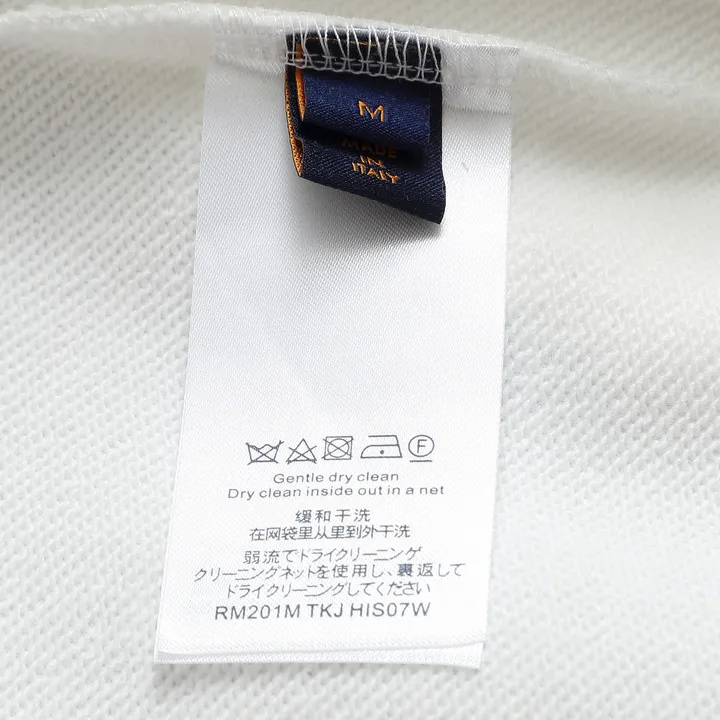 M
MADE
IN
ITALY
F
Gentle dry clean
Dry clean inside out in a net
缓和干洗
在网袋里从里到外干洗
弱流でドライクリーニング
クリーニングネットを使用し、裏返して
ドライクリーニングしてください
RM201M TKJ HIS07W